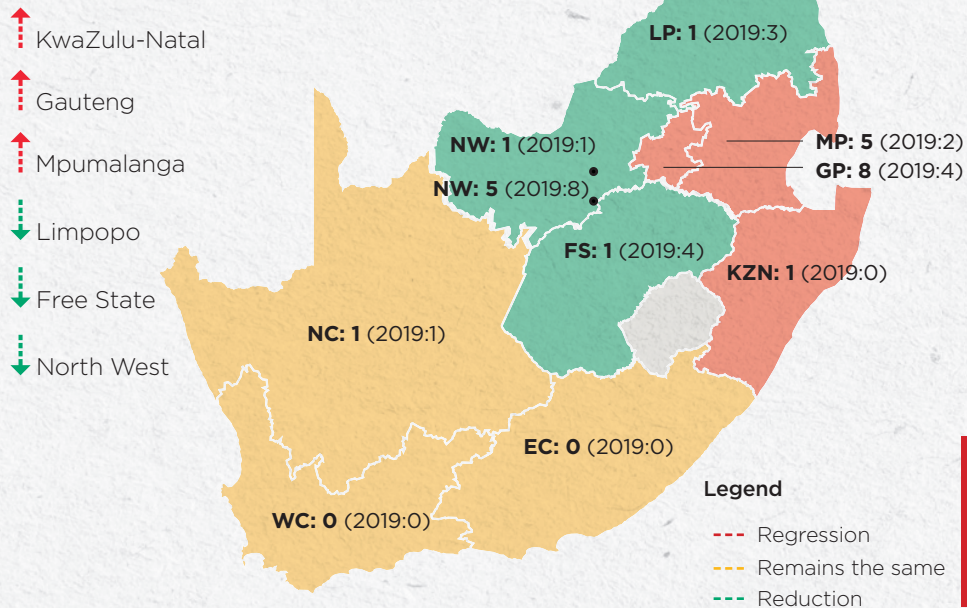 KwaZulu-Natal
Gauteng
Mpumalanga
Limpopo
Free State
North West
LP: 1 (2019:3)
NW: 1 (2019:1)
NW: 5 (2019:8)
MP: 5 (2019:2)
GP: 8 (2019:4)
FS: 1 (2019:4)
KZN: 1 (2019:0)
NC: 1 (2019:1)
EC: 0 (2019:0)
WC: 0 (2019:0)
Legend
Regression
Remains the same
Reduction